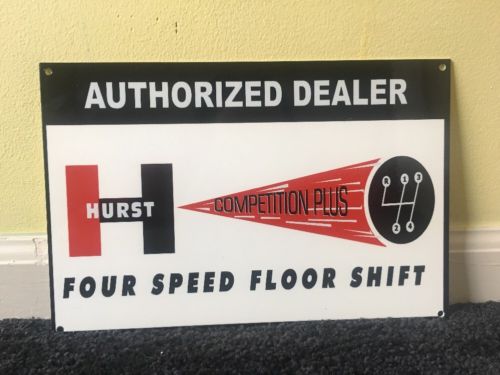 AUTHORIZED DEALER
HURST
COMPETITION PLUS
R 1 3
2 4
FOUR SPEED FLOOR SHIFT